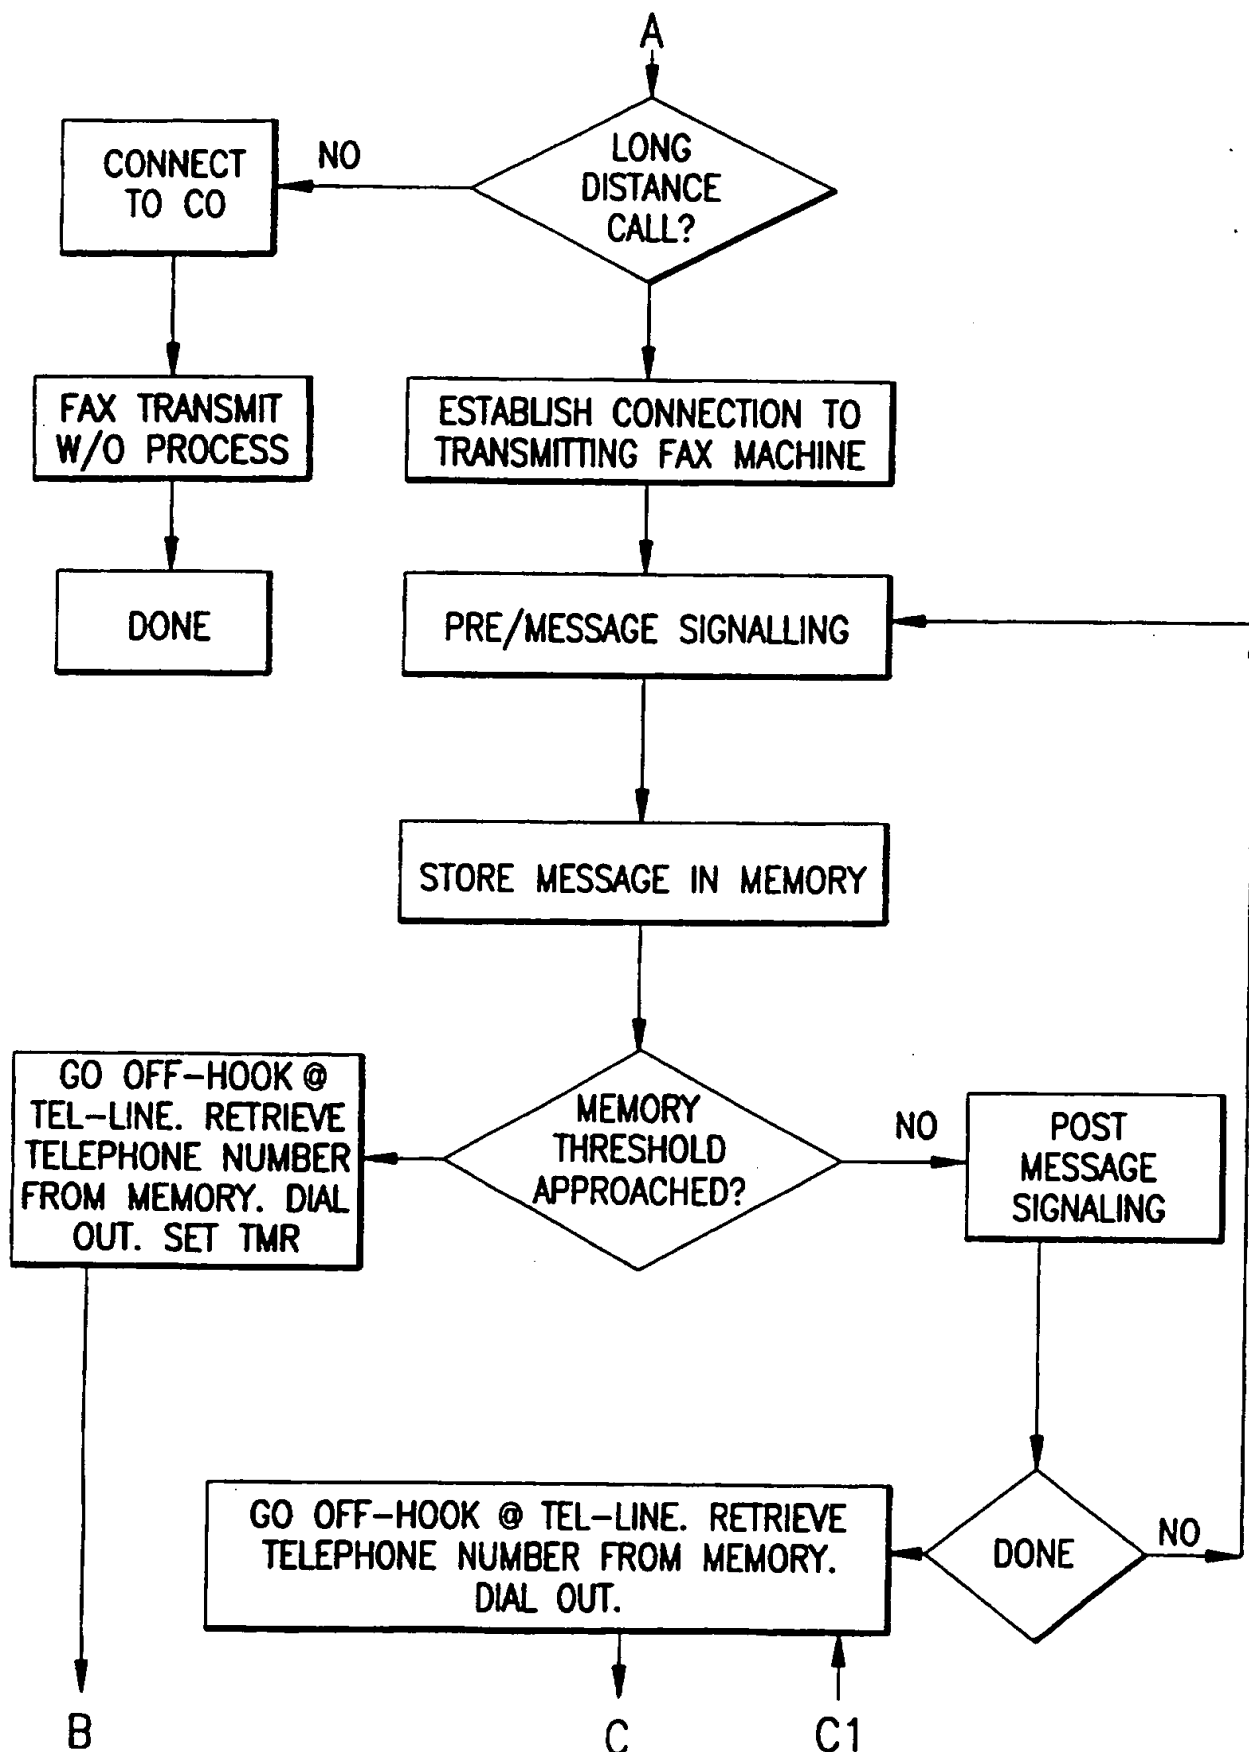 A
LONG
DISTANCE
CALL?
NO
CONNECT
TO CO
FAX TRANSMIT
W/O PROCESS
DONE
ESTABLISH CONNECTION TO
TRANSMITTING FAX MACHINE
PRE/MESSAGE SIGNALLING
STORE MESSAGE IN MEMORY
MEMORY
THRESHOLD
APPROACHED?
GO OFF-HOOK @
TEL-LINE. RETRIEVE
TELEPHONE NUMBER
FROM MEMORY. DIAL
OUT. SET TMR
NO
POST
MESSAGE
SIGNALING
DONE
NO
GO OFF-HOOK @ TEL-LINE. RETRIEVE
TELEPHONE NUMBER FROM MEMORY.
DIAL OUT.
B
C
C1